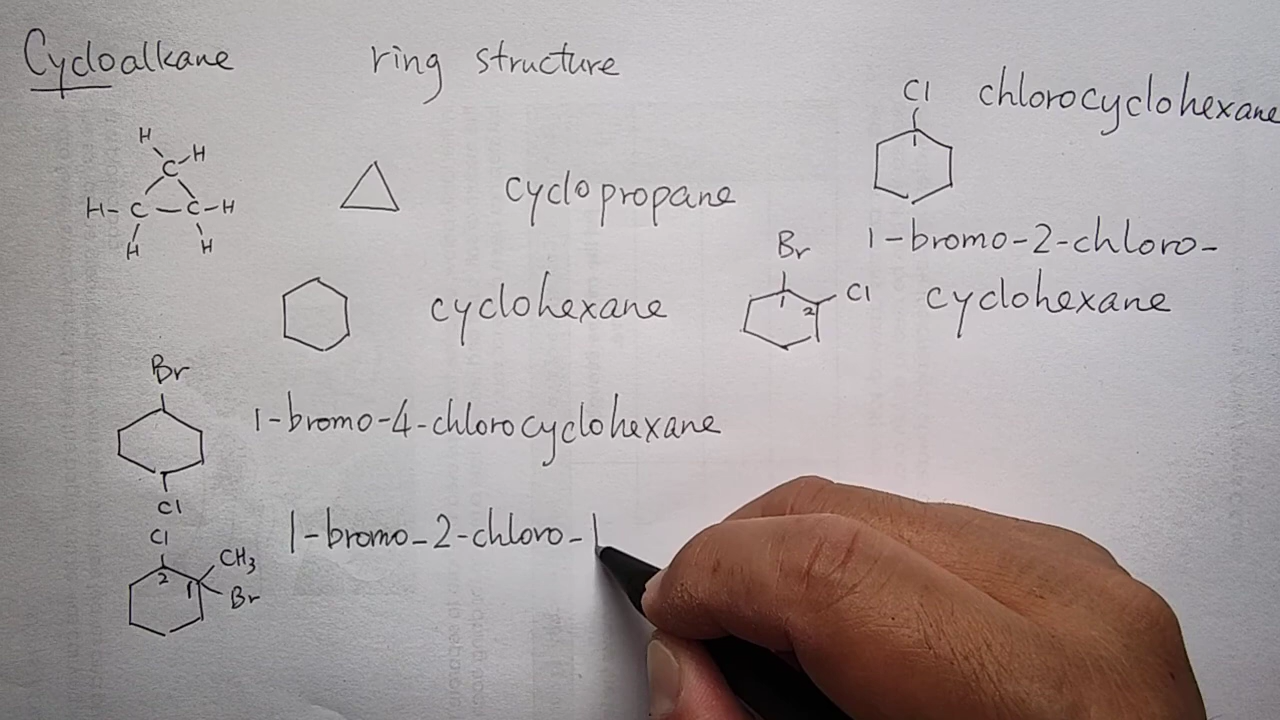 Cycloalkane ring structure
Cl chlorocyclohexane
H
H
C
H-C-C-H
H H
cyclopropane
Br 1-bromo-2-chloro-
2 Cl cyclohexane
cyclohexane
Br
1-bromo-4-chlorocyclohexane
Cl
Cl
1-bromo-2-chloro-1
CH3
2 1
Br